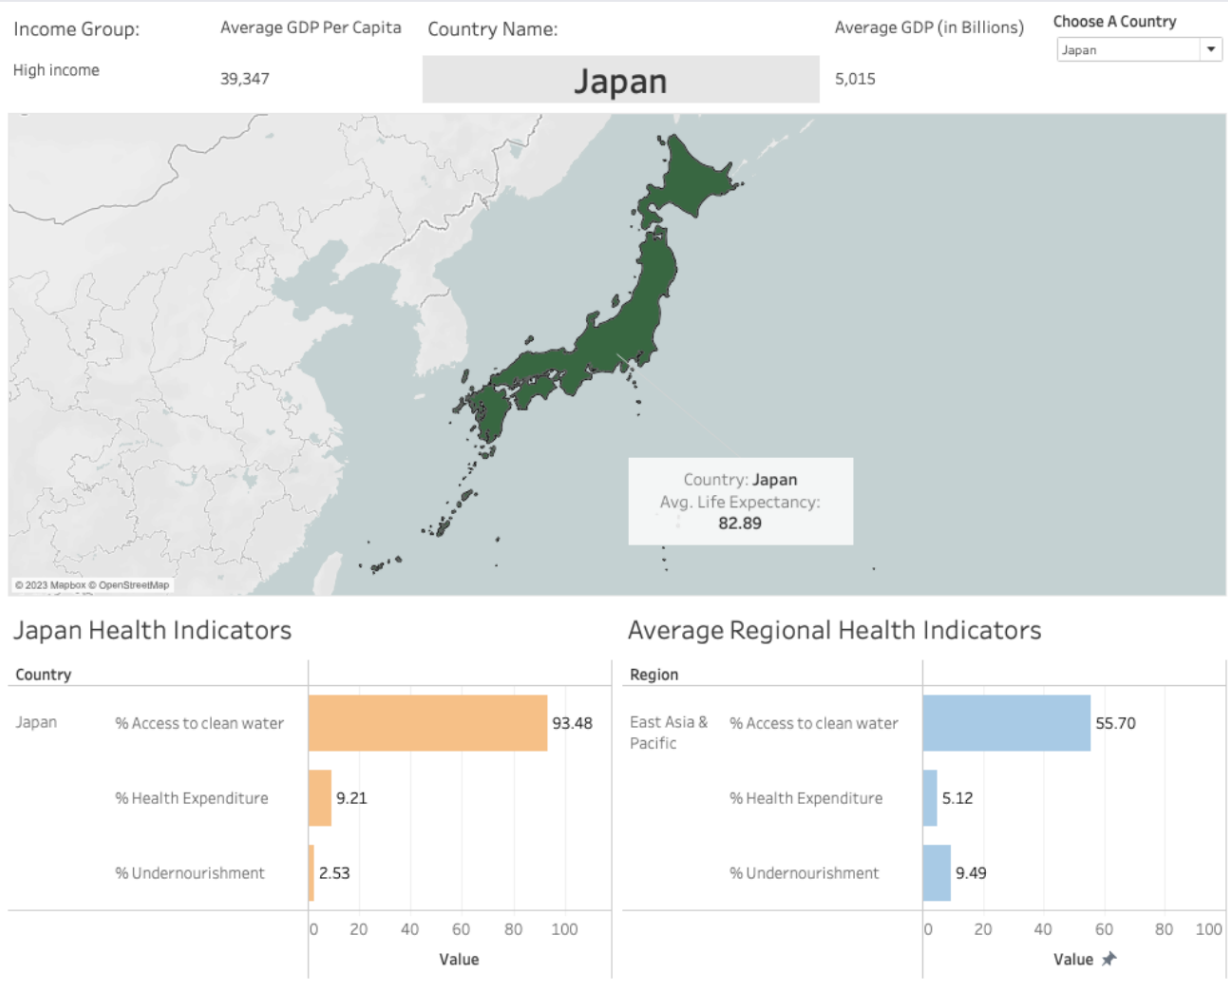 Income Group:
Average GDP Per Capita
Country Name:
Average GDP (in Billions)
Choose A Country
High income
39,347
Japan
5,015
Japan
Country: Japan
Avg. Life Expectancy:
82.89
© 2023 Mapbox © OpenStreetMap
Japan Health Indicators
Country
Japan
% Access to clean water
93.48
% Health Expenditure
9.21
% Undernourishment
2.53
0 20 40 60 80 100
Value
Average Regional Health Indicators
Region
East Asia &
Pacific
% Access to clean water
55.70
% Health Expenditure
5.12
% Undernourishment
9.49
0 20 40 60 80 100
Value